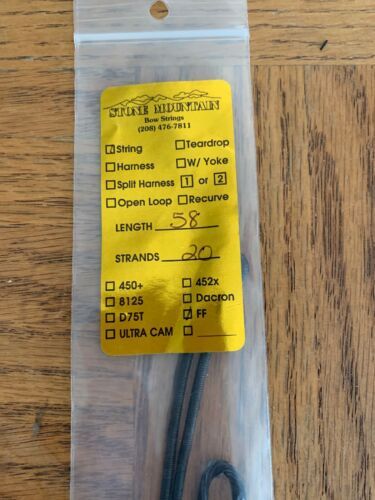 STONE MOUNTAIN
Bow Strings
(208) 476-7811
String Teardrop
Harness W/ Yoke
Split Harness 1 or 2
Open Loop Recurve
LENGTH 58
STRANDS 20
450+ 452x
8125 Dacron
D75T FF
ULTRA CAM